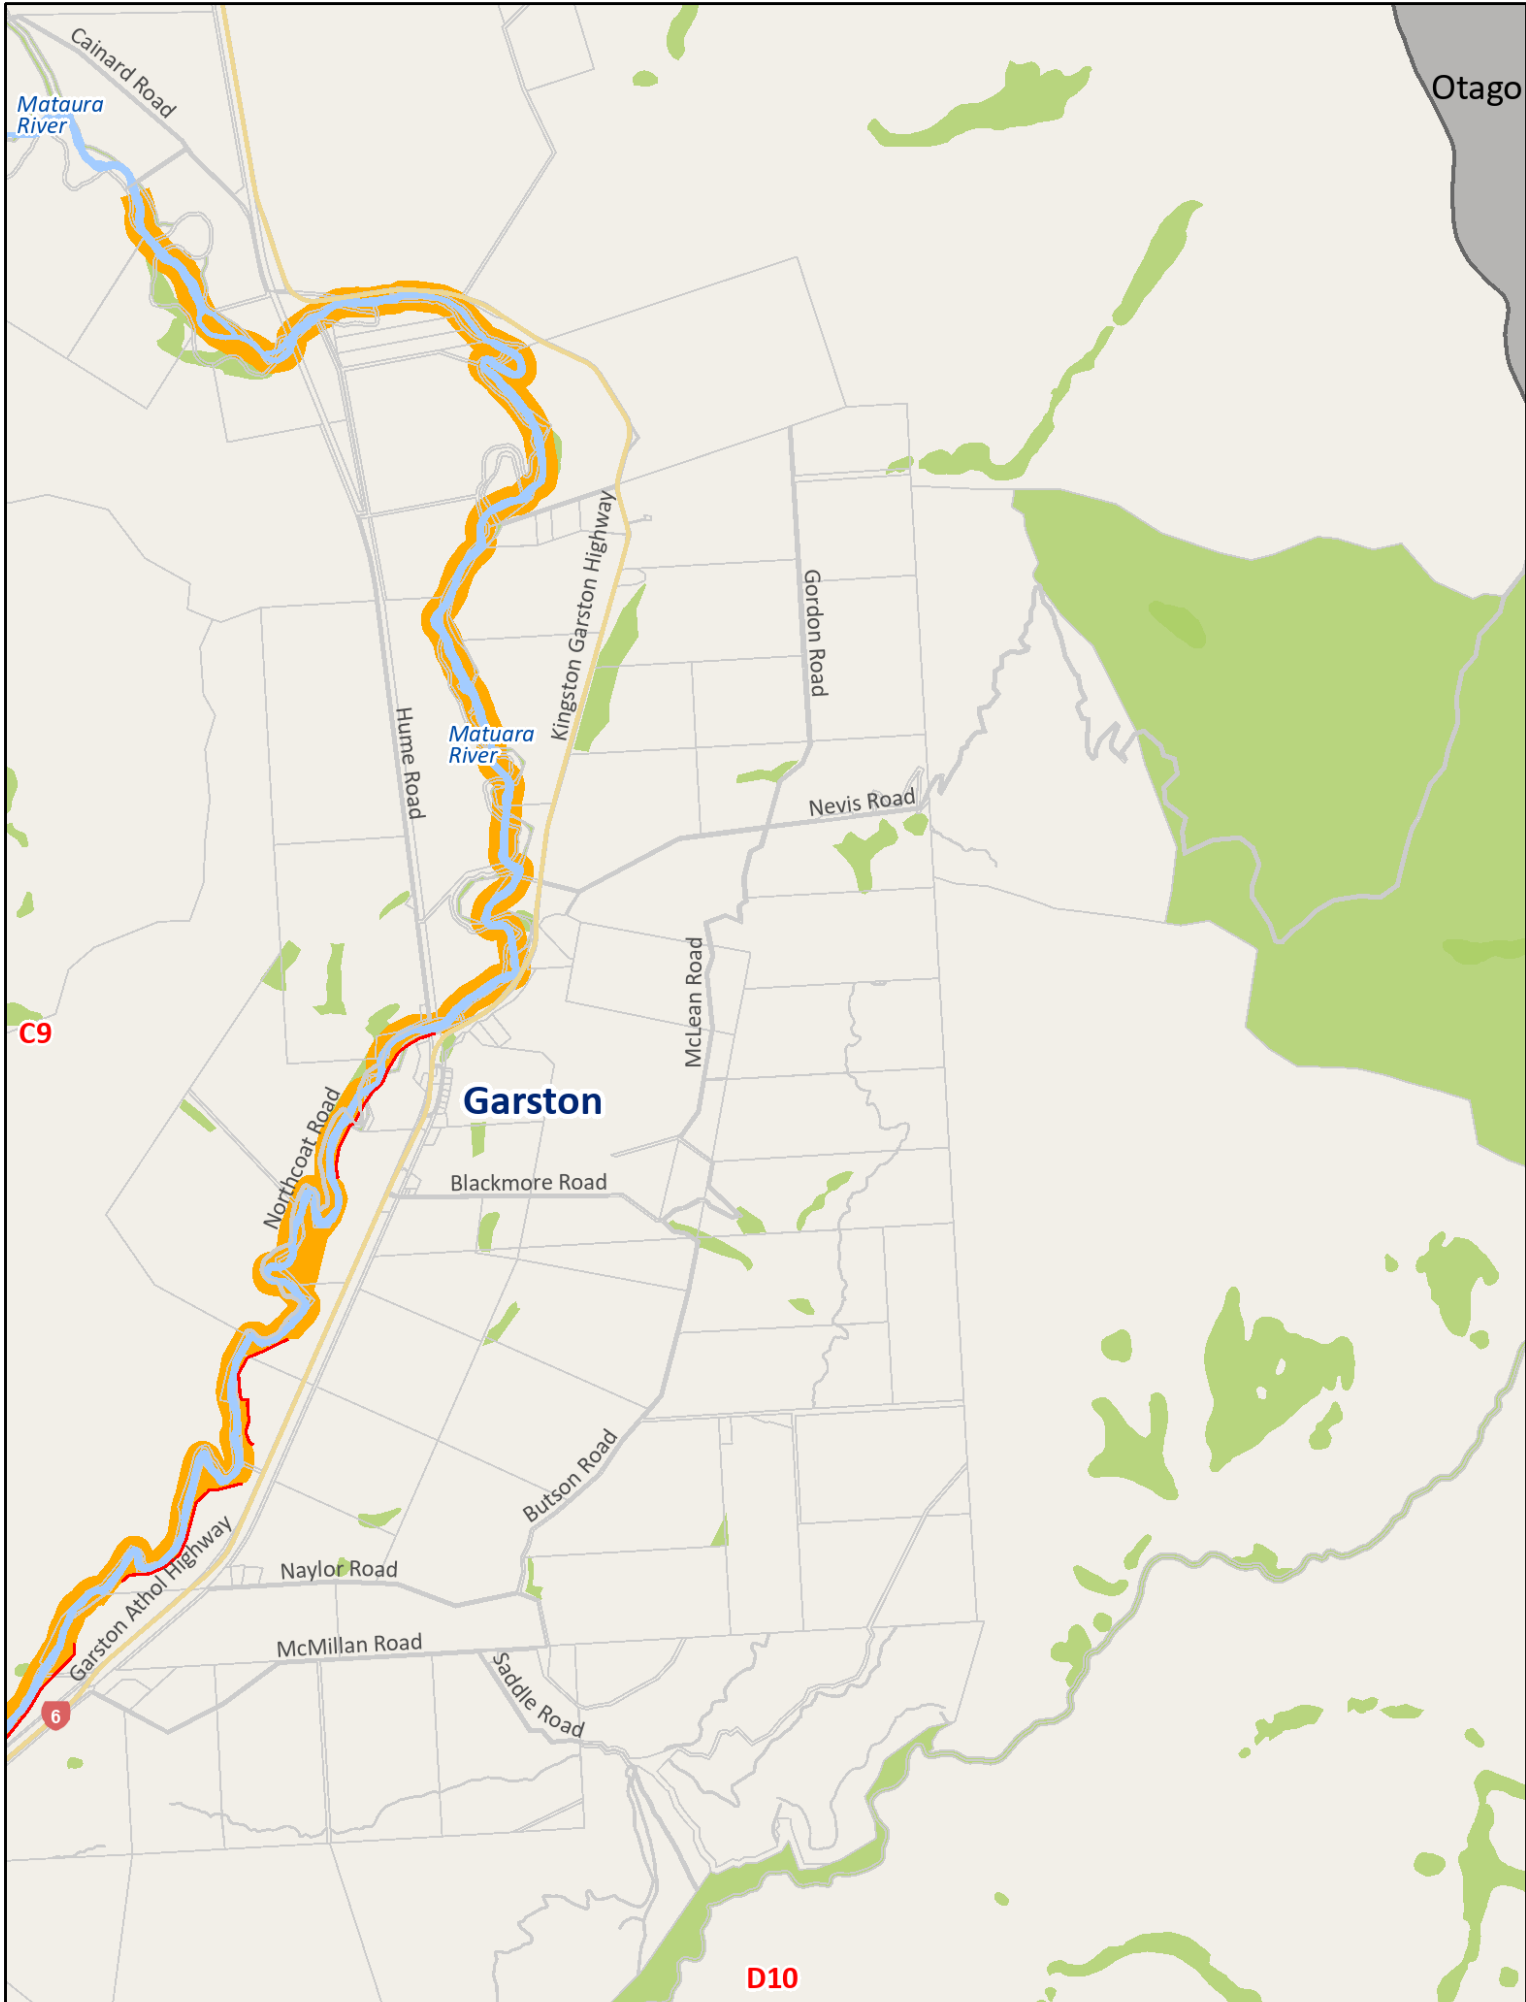 Cainard Road
Otago
Mataura
River
Kingston Garston Highway
Gordon Road
Hume Road
Matuara
River
Nevis Road
McLean Road
C9
Garston
Northcoat Road
Blackmore Road
Butson Road
Garston Athol Highway
Naylor Road
McMillan Road
Saddle Road
6
D10